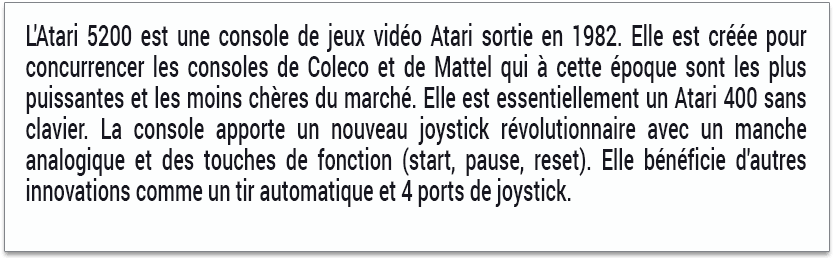 L'Atari 5200 est une console de jeux vidéo Atari sortie en 1982. Elle est créée pour
concurrencer les consoles de Coleco et de Mattel qui à cette époque sont les plus
puissantes et les moins chères du marché. Elle est essentiellement un Atari 400 sans
clavier. La console apporte un nouveau joystick révolutionnaire avec un manche
analogique et des touches de fonction (start, pause, reset). Elle bénéficie d'autres
innovations comme un tir automatique et 4 ports de joystick.